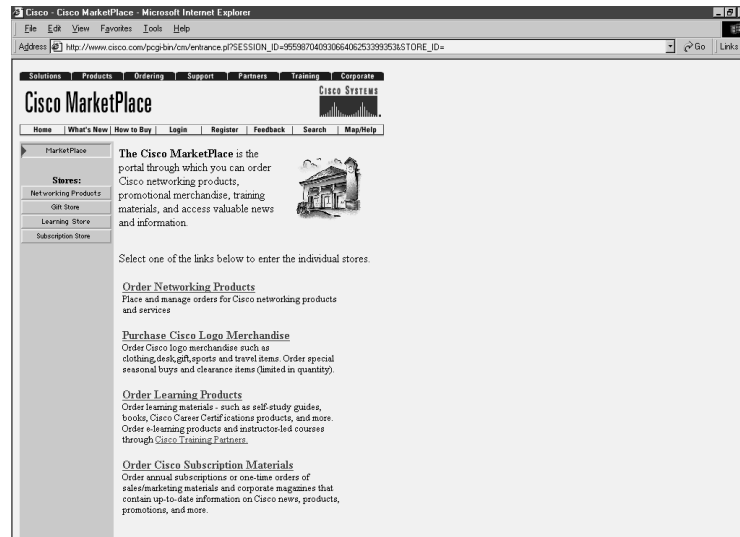 Cisco - Cisco MarketPlace - Microsoft Internet Explorer
File Edit View Favorites Tools Help
Address http://www.cisco.com/pcgi-bin/cm/entrance.pl?SESSION_ID=95598704093066406253399353&STORE_ID= Go Links
Solutions Products Ordering Support Partners Training Corporate
Cisco MarketPlace
CISCO SYSTEMS
Home | What's New | How to Buy | Login | Register | Feedback | Search | Map/Help
MarketPlace
Stores:
Networking Products
Gift Store
Learning Store
Subscription Store
The Cisco MarketPlace is the
portal through which you can order
Cisco networking products,
promotional merchandise, training
materials, and access valuable news
and information.
Select one of the links below to enter the individual stores.
Order Networking Products
Place and manage orders for Cisco networking products
and services
Purchase Cisco Logo Merchandise
Order Cisco logo merchandise such as
clothing,desk,gift,sports and travel items. Order special
seasonal buys and clearance items (limited in quantity).
Order Learning Products
Order learning materials - such as self-study guides,
books, Cisco Career Certifications products, and more.
Order e-learning products and instructor-led courses
through Cisco Training Partners.
Order Cisco Subscription Materials
Order annual subscriptions or one-time orders of
sales/marketing materials and corporate magazines that
contain up-to-date information on Cisco news, products,
promotions, and more.